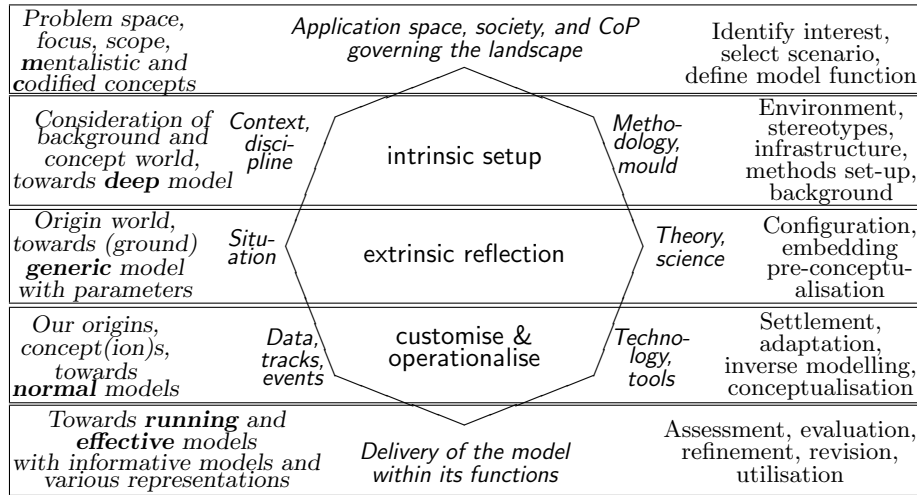 Problem space,
focus, scope,
mentalistic and
codified concepts
Application space, society, and CoP
governing the landscape
Identify interest,
select scenario,
define model function
Consideration of
background and
concept world,
towards deep model
Context,
disci-
pline
intrinsic setup
Metho-
dology,
mould
Environment,
stereotypes,
infrastructure,
methods set-up,
background
Origin world,
towards (ground)
generic model
with parameters
Situ-
ation
extrinsic reflection
Theory,
science
Configuration,
embedding
pre-conceptu-
alisation
Our origins,
concept(ion)s,
towards
normal models
Data,
tracks,
events
customise &
operationalise
Techno-
logy,
tools
Settlement,
adaptation,
inverse modelling,
conceptualisation
Towards running and
effective models
with informative models and
various representations
Delivery of the model
within its functions
Assessment, evaluation,
refinement, revision,
utilisation